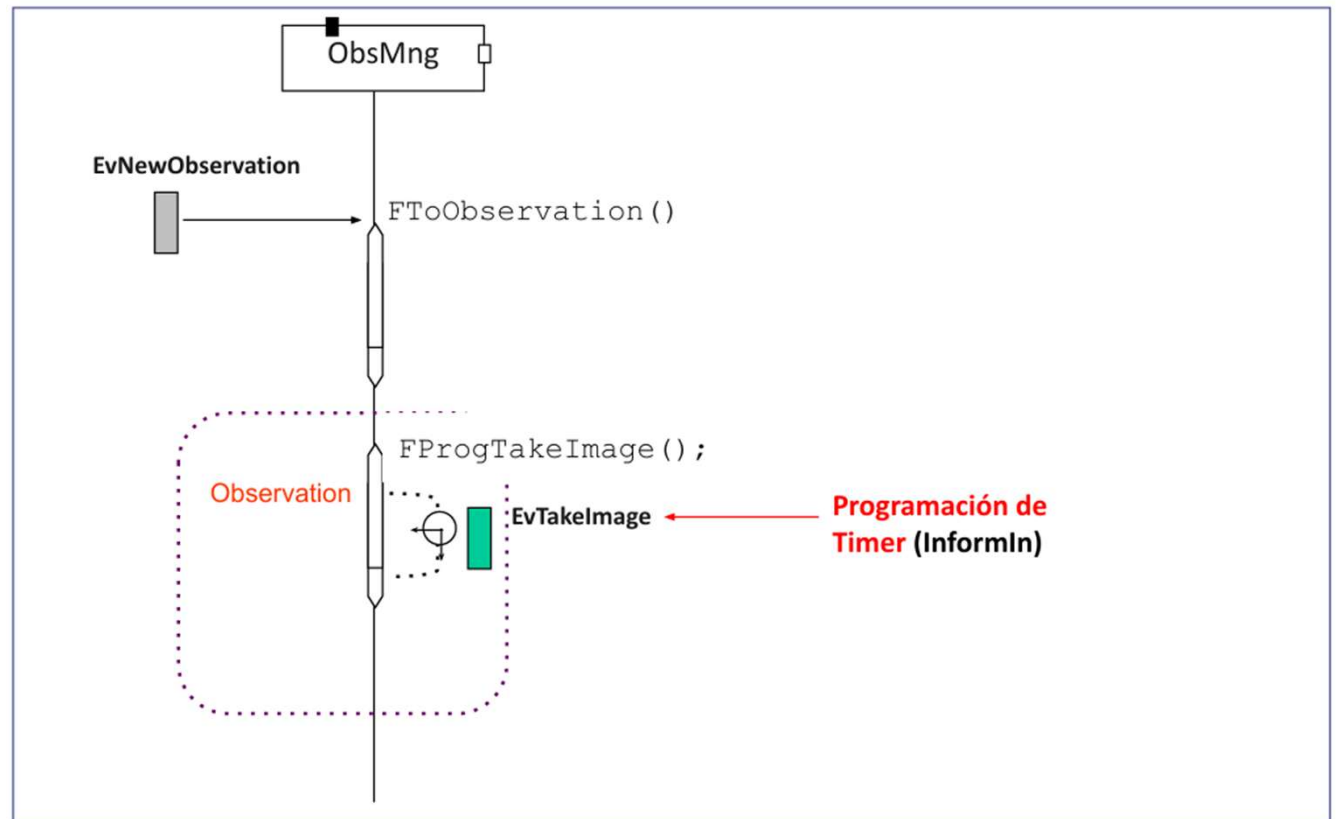 ObsMng
EvNewObservation
FToObservation()
FProgTakeImage();
Observation
EvTakeImage
Programación de
Timer (InformIn)